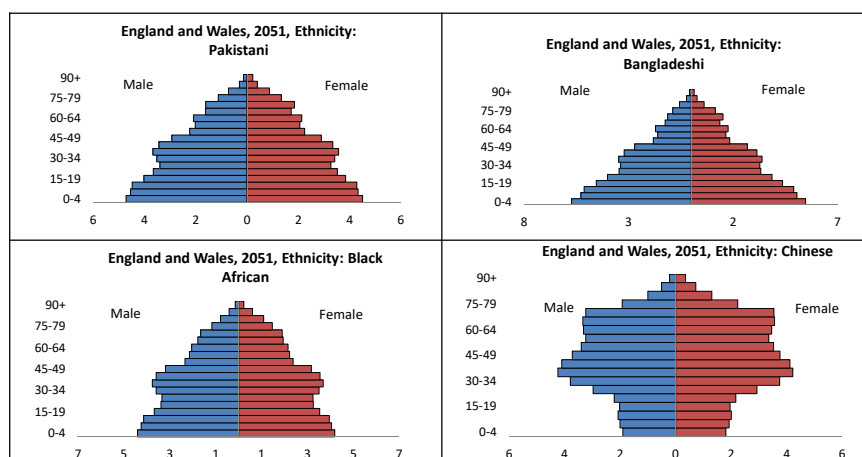 England and Wales, 2051, Ethnicity:
Pakistani
Male
Female
90+
75-79
60-64
45-49
30-34
15-19
0-4
6 4 2 0 2 4 6
England and Wales, 2051, Ethnicity:
Bangladeshi
Male
Female
90+
75-79
60-64
45-49
30-34
15-19
0-4
8 3 2 7
England and Wales, 2051, Ethnicity: Black
African
Male
Female
90+
75-79
60-64
45-49
30-34
15-19
0-4
7 5 3 1 1 3 5 7
England and Wales, 2051, Ethnicity: Chinese
Male
Female
90+
75-79
60-64
45-49
30-34
15-19
0-4
6 4 2 0 2 4 6